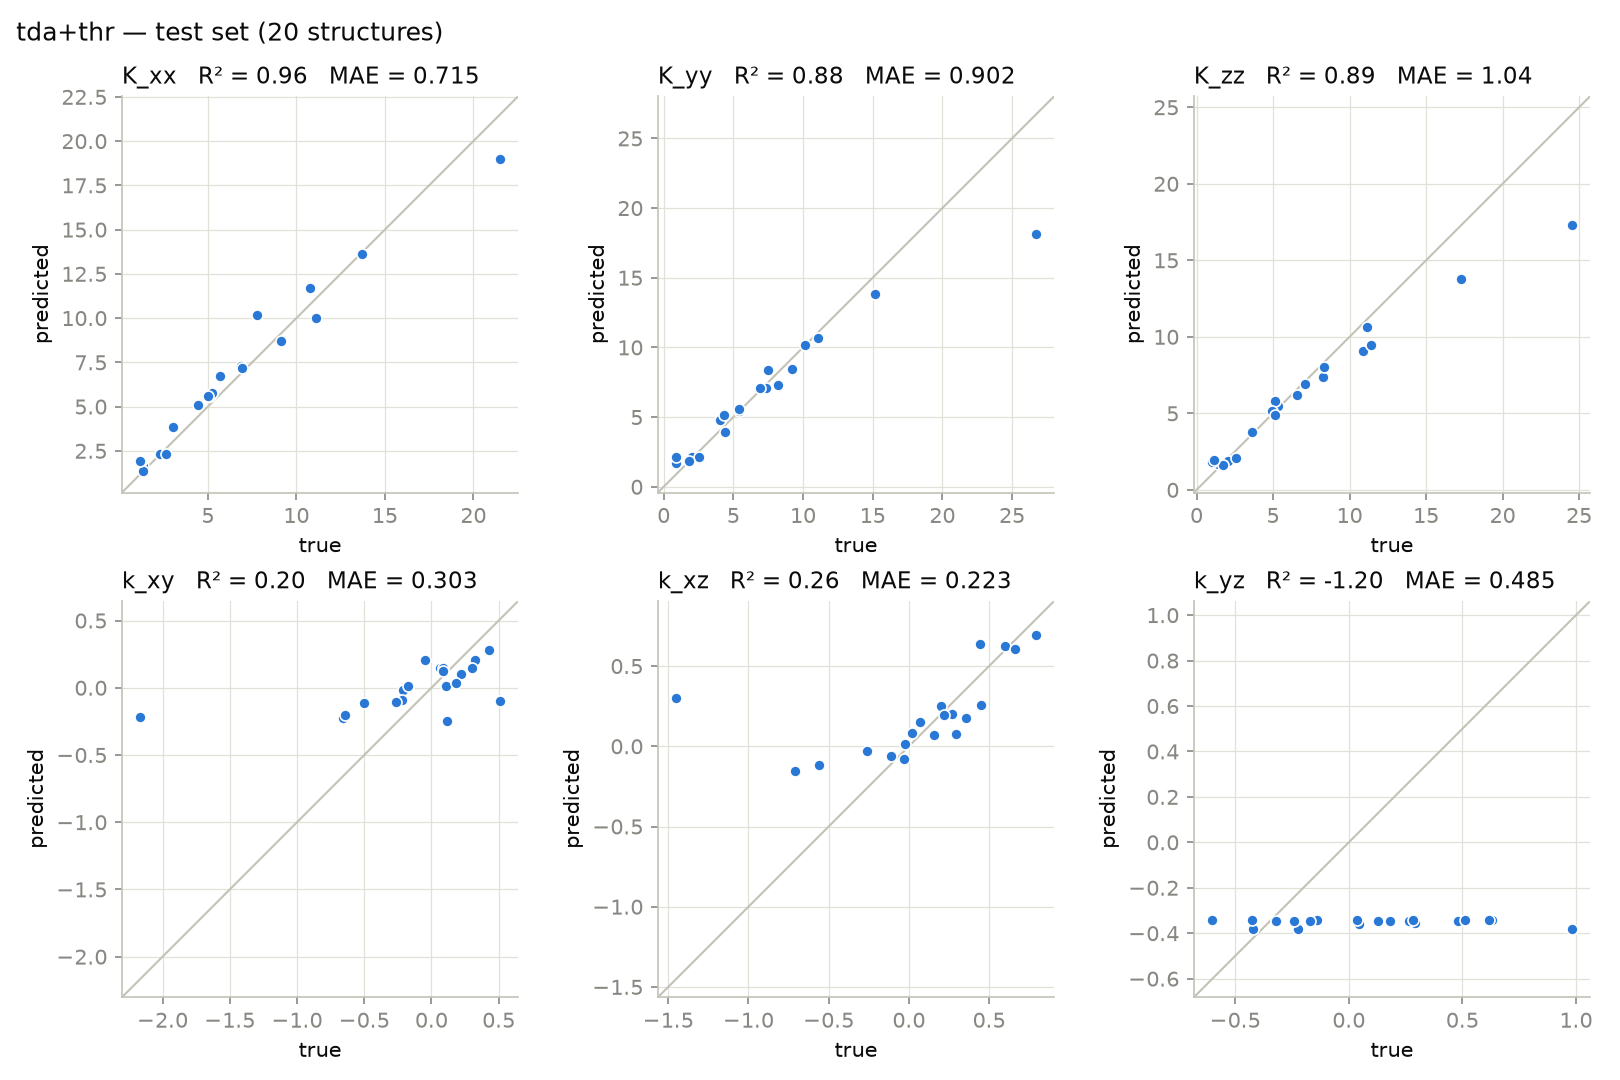 tda+thr — test set (20 structures)
K_xx R² = 0.96 MAE = 0.715
22.5
20.0
17.5
15.0
12.5
10.0
7.5
5.0
2.5
predicted
5 10 15 20
true
K_yy R² = 0.88 MAE = 0.902
25
20
15
10
5
0
predicted
0 5 10 15 20 25
true
K_zz R² = 0.89 MAE = 1.04
25
20
15
10
5
0
predicted
0 5 10 15 20 25
true
k_xy R² = 0.20 MAE = 0.303
0.5
0.0
−0.5
−1.0
−1.5
−2.0
predicted
−2.0 −1.5 −1.0 −0.5 0.0 0.5
true
k_xz R² = 0.26 MAE = 0.223
0.5
0.0
−0.5
−1.0
−1.5
predicted
−1.5 −1.0 −0.5 0.0 0.5
true
k_yz R² = -1.20 MAE = 0.485
1.0
0.8
0.6
0.4
0.2
0.0
−0.2
−0.4
−0.6
predicted
−0.5 0.0 0.5 1.0
true